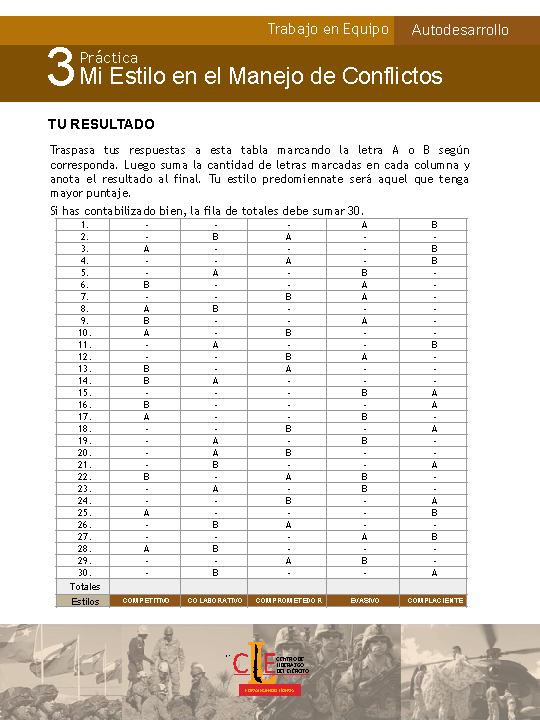 Trabajo en Equipo Autodesarrollo
3 Práctica
Mi Estilo en el Manejo de Conflictos
TU RESULTADO
Traspasa tus respuestas a esta tabla marcando la letra A o B según
corresponda. Luego suma la cantidad de letras marcadas en cada columna y
anota el resultado al final. Tu estilo predomiennate será aquel que tenga
mayor puntaje.
Si has contabilizado bien, la fila de totales debe sumar 30.
1. - - - A B
2. - B A - -
3. A - - - B
4. - - A - B
5. - A - B -
6. B - - A -
7. - - B A -
8. A B - - -
9. B - - A -
10. A - B - -
11. - A - - B
12. - - B A -
13. B - A - -
14. B A - - -
15. - - - B A
16. B - - - A
17. A - - B -
18. - - B - A
19. - A - B -
20. - A B - -
21. - B - - A
22. B - A B -
23. - A - B -
24. - - B - A
25. A - - - B
26. - B A - -
27. - - - A B
28. A B - - -
29. - - A B -
30. - B - - A
Totales
Estilos COMPETITIVO COLABORATIVO COMPROMETEDOR EVASIVO COMPLACIENTE
CLE
CENTRO DE
LIDERAZGO
DEL EJÉRCITO